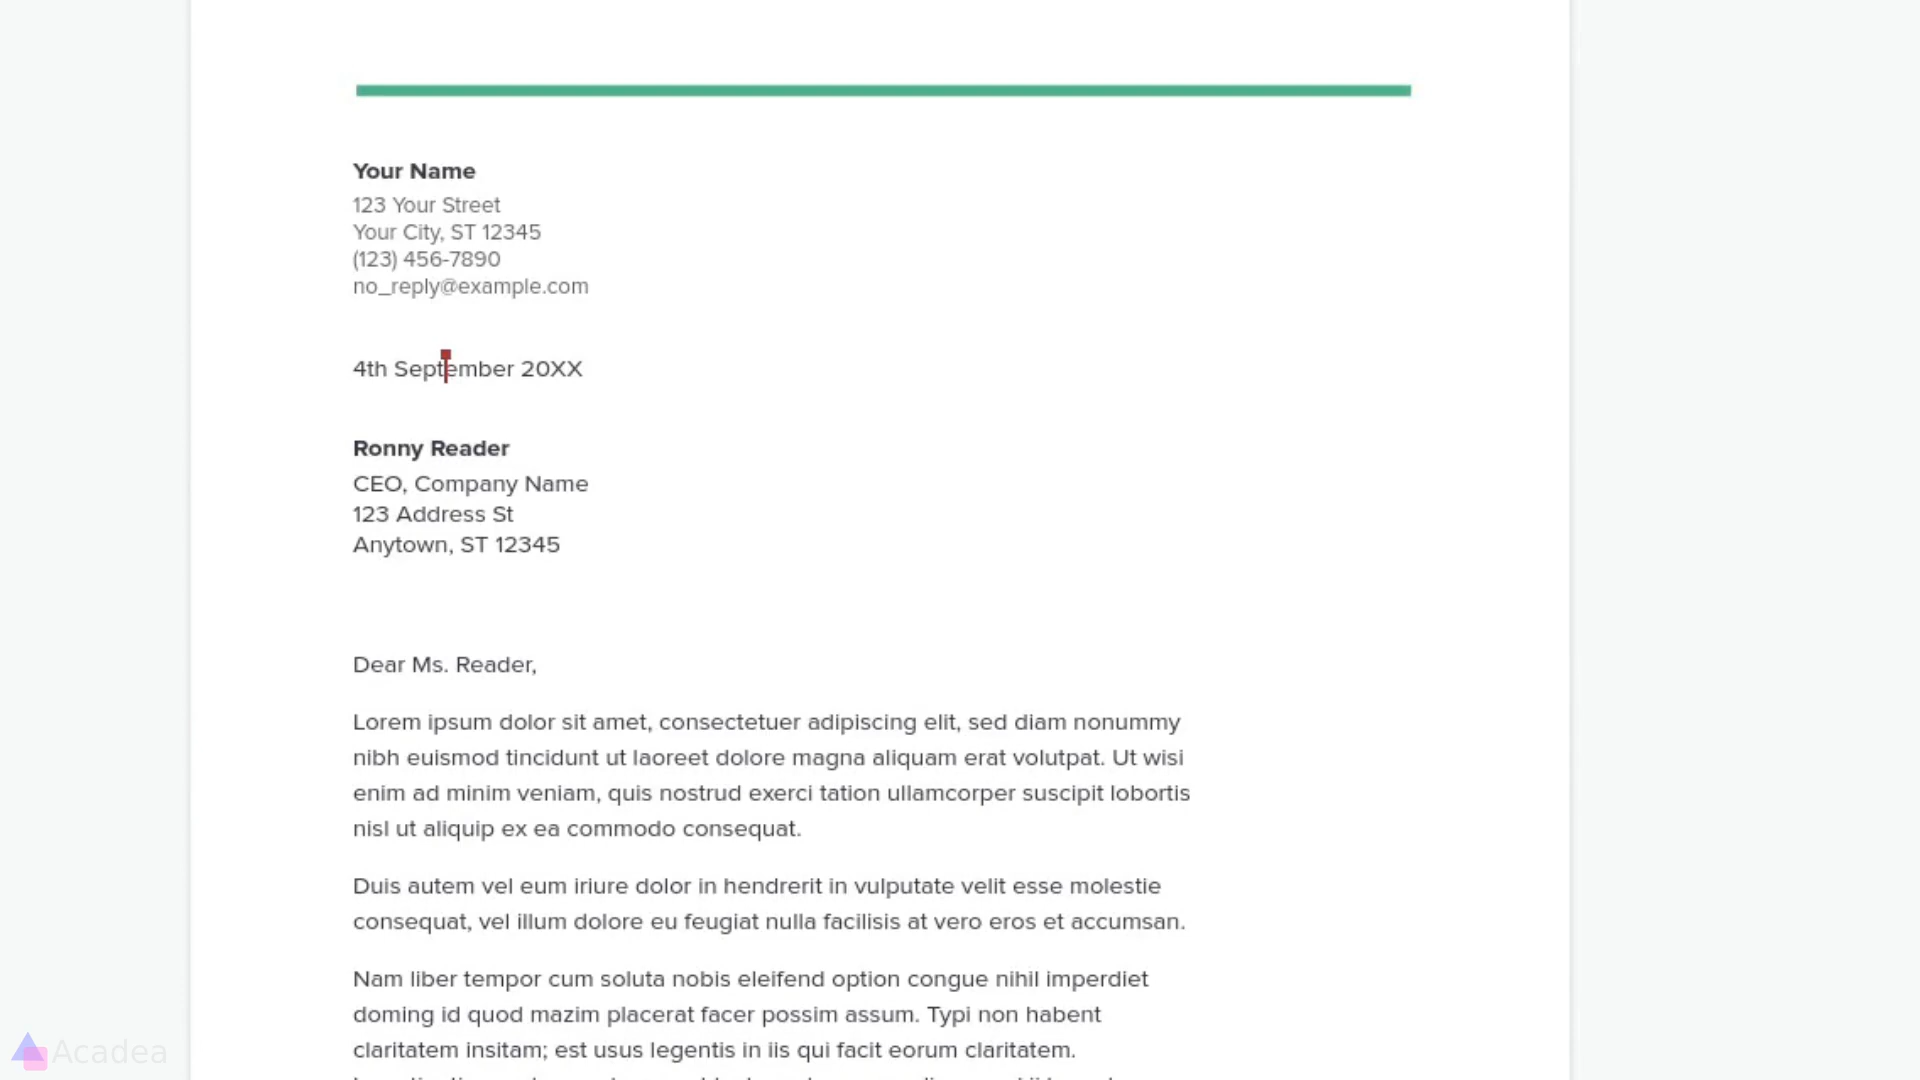 Your Name
123 Your Street
Your City, ST 12345
(123) 456-7890
no_reply@example.com
4th September 20XX
Ronny Reader
CEO, Company Name
123 Address St
Anytown, ST 12345
Dear Ms. Reader,
Lorem ipsum dolor sit amet, consectetuer adipiscing elit, sed diam nonummy
nibh euismod tincidunt ut laoreet dolore magna aliquam erat volutpat. Ut wisi
enim ad minim veniam, quis nostrud exerci tation ullamcorper suscipit lobortis
nisl ut aliquip ex ea commodo consequat.
Duis autem vel eum iriure dolor in hendrerit in vulputate velit esse molestie
consequat, vel illum dolore eu feugiat nulla facilisis at vero eros et accumsan.
Nam liber tempor cum soluta nobis eleifend option congue nihil imperdiet
doming id quod mazim placerat facer possim assum. Typi non habent
claritatem insitam; est usus legentis in iis qui facit eorum claritatem.
Acadea